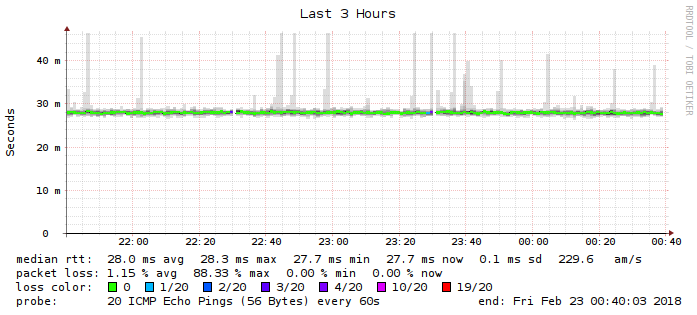 Last 3 Hours
RRDTOOL / TOBI OETIKER
Seconds
40 m
30 m
20 m
10 m
0
22:00 22:20 22:40 23:00 23:20 23:40 00:00 00:20 00:40
median rtt: 28.0 ms avg 28.3 ms max 27.7 ms min 27.7 ms now 0.1 ms sd 229.6 am/s
packet loss: 1.15 % avg 88.33 % max 0.00 % min 0.00 % now
loss color: 0 1/20 2/20 3/20 4/20 10/20 19/20
probe: 20 ICMP Echo Pings (56 Bytes) every 60s end: Fri Feb 23 00:40:03 2018